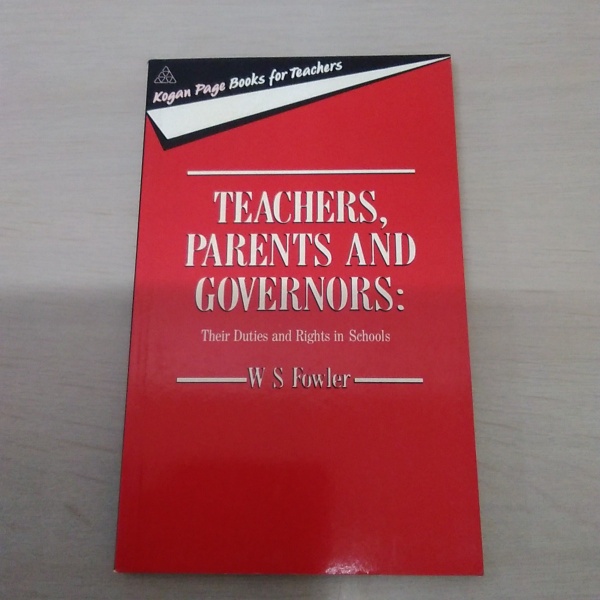 Kogan Page Books for Teachers
TEACHERS,
PARENTS AND
GOVERNORS:
Their Duties and Rights in Schools
W S Fowler